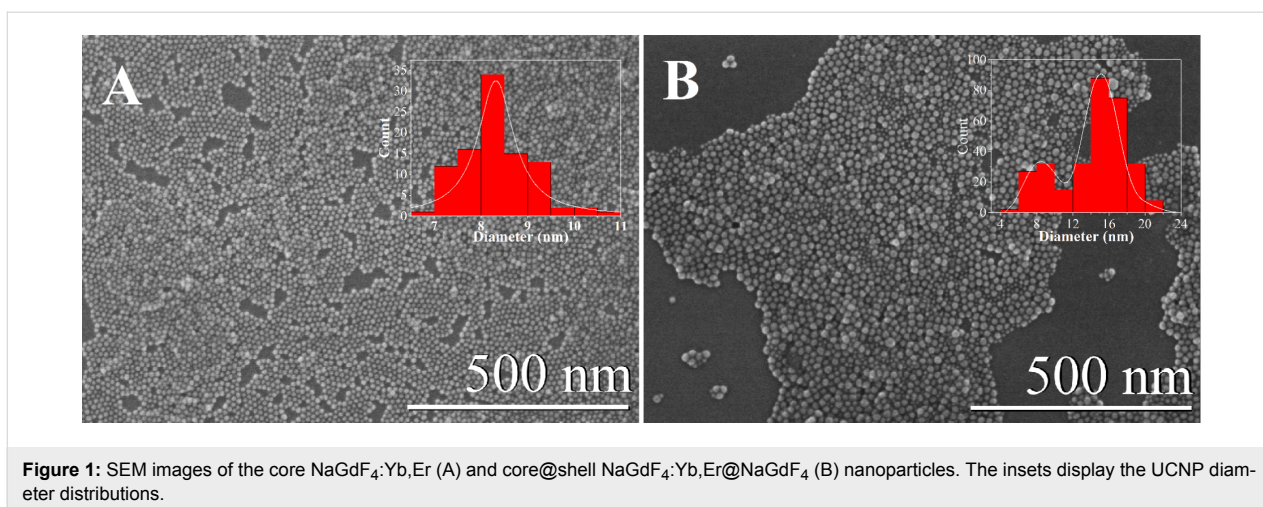 A
35
30
25
20
15
10
5
0
Count
8
9
10
11
Diameter (nm)
500 nm
B
100
80
60
40
20
0
Count
4
8
12
16
20
24
Diameter (nm)
500 nm
Figure 1: SEM images of the core NaGdF₄:Yb,Er (A) and core@shell NaGdF₄:Yb,Er@NaGdF₄ (B) nanoparticles. The insets display the UCNP diam-
eter distributions.